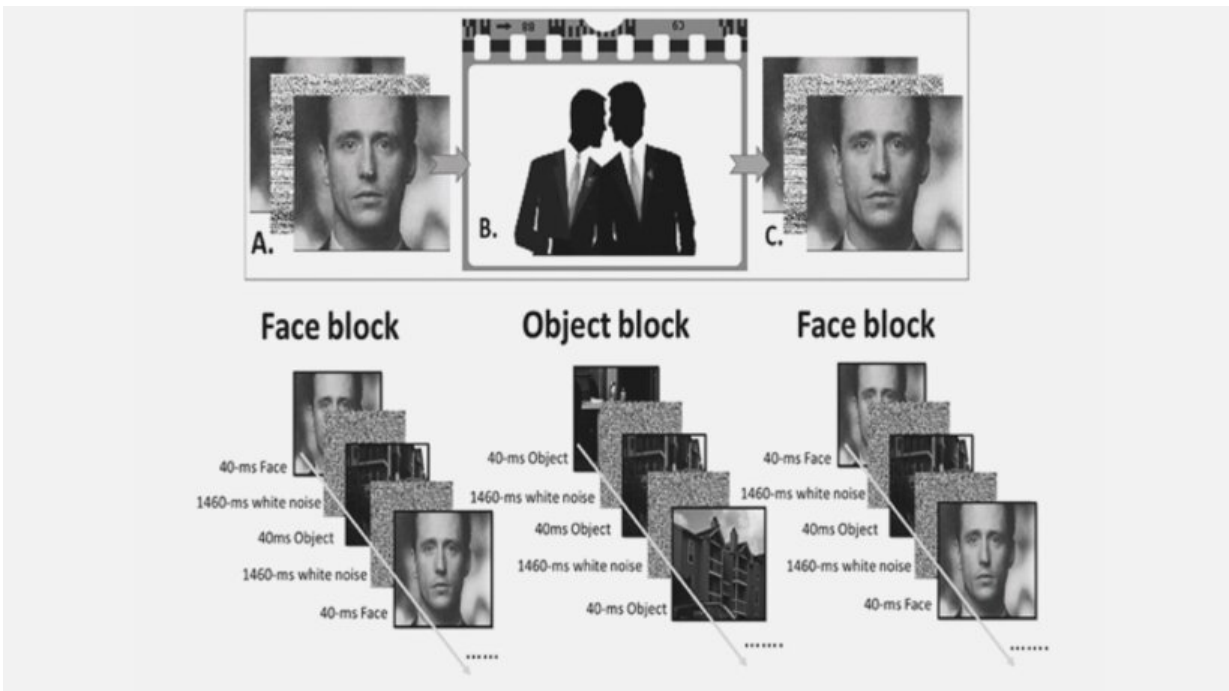 B8
C9
A.
B.
C.
Face block
Object block
Face block
40-ms Face
1460-ms white noise
40ms Object
1460-ms white noise
40-ms Face
......
40-ms Object
1460-ms white noise
40ms Object
1460-ms white noise
40-ms Object
.......
40-ms Face
1460-ms white noise
40ms Object
1460-ms white noise
40-ms Face
.......